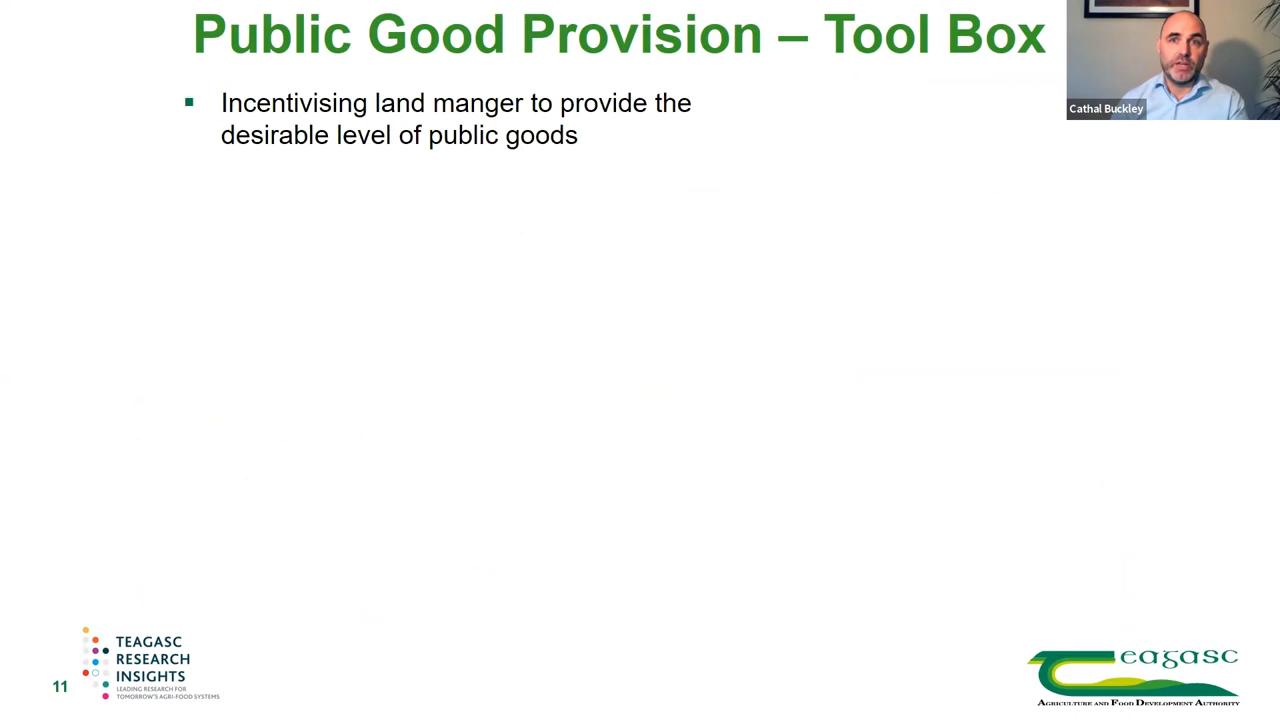 Public Good Provision – Tool Box
Cathal Buckley
▪ Incentivising land manger to provide the
desirable level of public goods
11
TEAGASC
RESEARCH
INSIGHTS
LEADING RESEARCH FOR
TOMORROW'S AGRI-FOOD SYSTEMS
Teagasc
AGRICULTURE AND FOOD DEVELOPMENT AUTHORITY